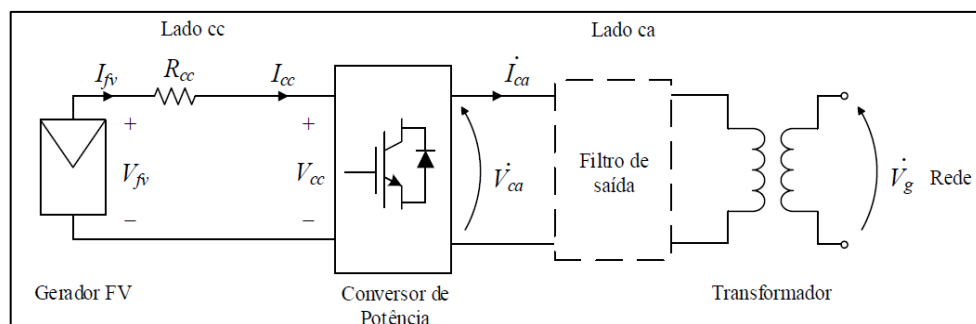 Lado cc
Lado ca
I_fv R_cc I_cc İ_ca
+ +
V_fv V_cc V̇_ca Filtro de saída V̇_g Rede
− −
Gerador FV
Conversor de
Potência
Transformador